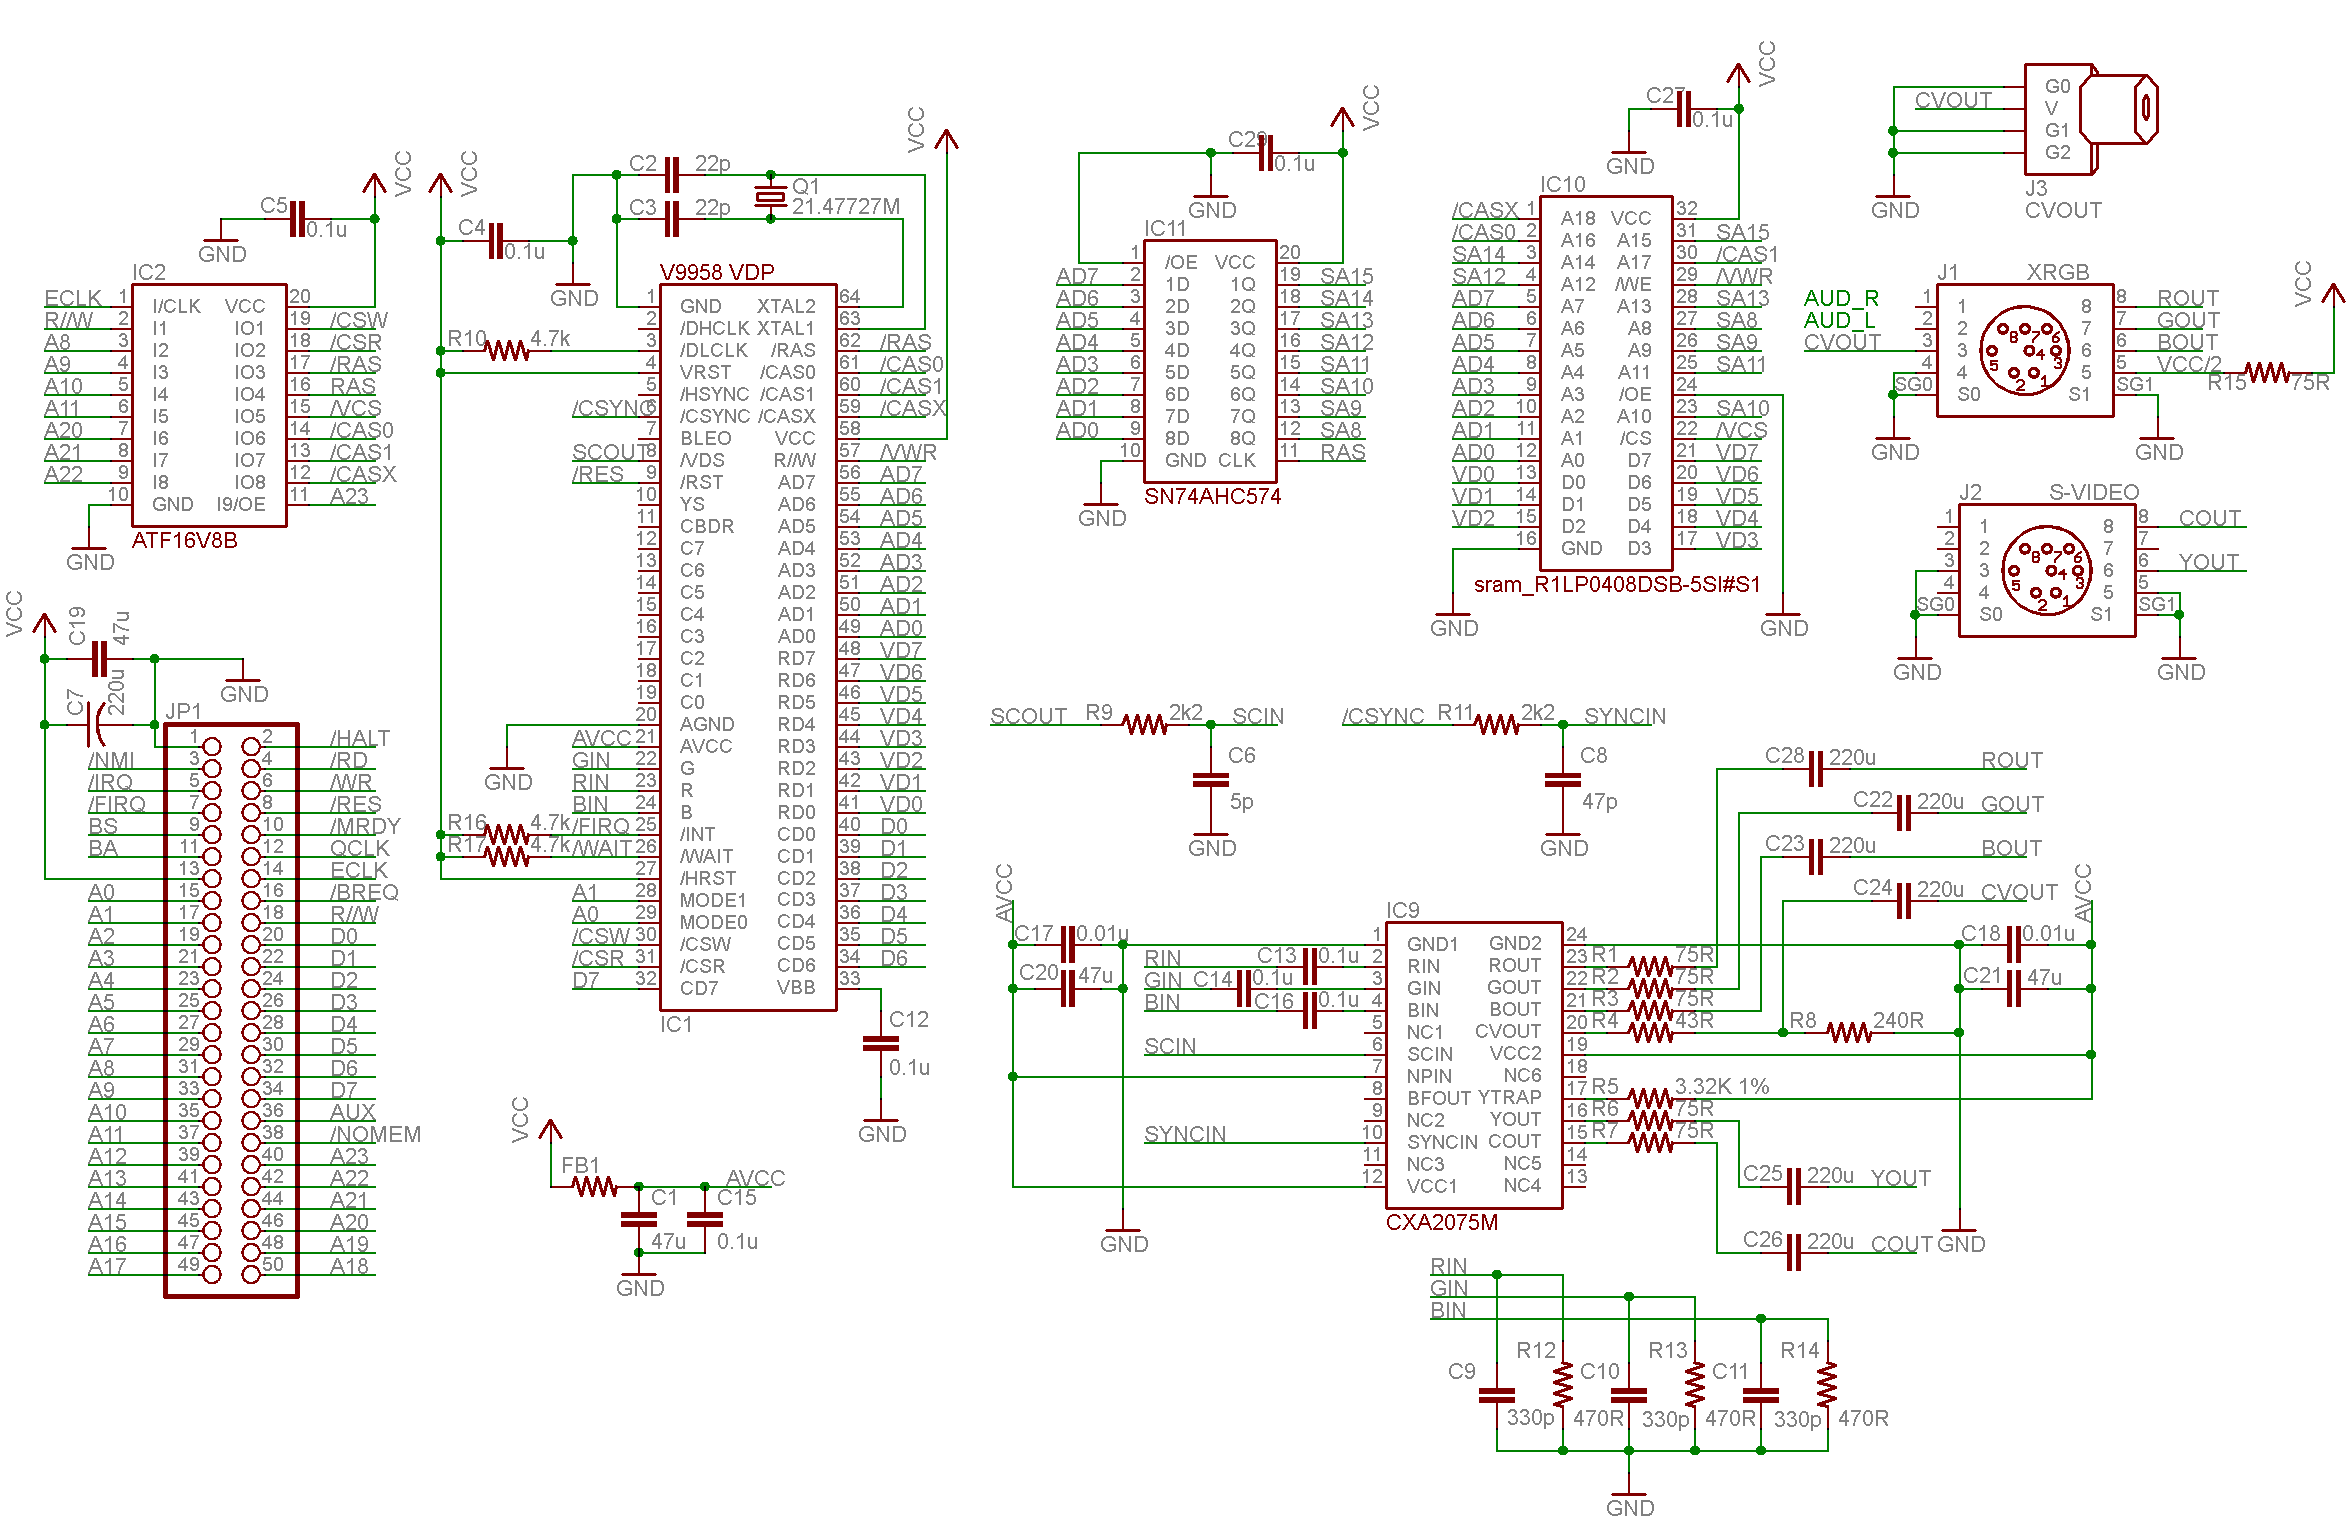 IC2
ATF16V8B
VCC
C5
0.1u
GND
ECLK 1 I/CLK VCC 20
R//W 2 I1 IO1 19 /CSW
A8 3 I2 IO2 18 /CSR
A9 4 I3 IO3 17 /RAS
A10 5 I4 IO4 16 RAS
A11 6 I5 IO5 15 /VCS
A20 7 I6 IO6 14 /CAS0
A21 8 I7 IO7 13 /CAS1
A22 9 I8 IO8 12 /CASX
10 GND I9/OE 11 A23
GND
VCC
C4
0.1u
GND
C2 22p
C3 22p
Q1
21.47727M
VCC
V9958 VDP
R10 4.7k
R16 4.7k
R17 4.7k
1 GND XTAL2 64
2 /DHCLK XTAL1 63
3 /DLCLK /RAS 62 /RAS
4 VRST /CAS0 61 /CAS0
5 /HSYNC /CAS1 60 /CAS1
/CSYNC 6 /CSYNC /CASX 59 /CASX
7 BLEO VCC 58
SCOUT 8 /VDS R//W 57 /VWR
/RES 9 /RST AD7 56 AD7
10 YS AD6 55 AD6
11 CBDR AD5 54 AD5
12 C7 AD4 53 AD4
13 C6 AD3 52 AD3
14 C5 AD2 51 AD2
15 C4 AD1 50 AD1
16 C3 AD0 49 AD0
17 C2 RD7 48 VD7
18 C1 RD6 47 VD6
19 C0 RD5 46 VD5
20 AGND RD4 45 VD4
AVCC 21 AVCC RD3 44 VD3
GIN 22 G RD2 43 VD2
RIN 23 R RD1 42 VD1
BIN 24 B RD0 41 VD0
/FIRQ 25 /INT CD0 40 D0
/WAIT 26 /WAIT CD1 39 D1
27 /HRST CD2 38 D2
A1 28 MODE1 CD3 37 D3
A0 29 MODE0 CD4 36 D4
/CSW 30 /CSW CD5 35 D5
/CSR 31 /CSR CD6 34 D6
D7 32 CD7 VBB 33
IC1
GND
C12
0.1u
GND
VCC
C29
0.1u
GND
IC11
1 /OE VCC 20
AD7 2 1D 1Q 19 SA15
AD6 3 2D 2Q 18 SA14
AD5 4 3D 3Q 17 SA13
AD4 5 4D 4Q 16 SA12
AD3 6 5D 5Q 15 SA11
AD2 7 6D 6Q 14 SA10
AD1 8 7D 7Q 13 SA9
AD0 9 8D 8Q 12 SA8
10 GND CLK 11 RAS
SN74AHC574
GND
VCC
C27
0.1u
GND
IC10
/CASX 1 A18 VCC 32
/CAS0 2 A16 A15 31 SA15
SA14 3 A14 A17 30 /CAS1
SA12 4 A12 /WE 29 /VWR
AD7 5 A7 A13 28 SA13
AD6 6 A6 A8 27 SA8
AD5 7 A5 A9 26 SA9
AD4 8 A4 A11 25 SA11
AD3 9 A3 /OE 24
AD2 10 A2 A10 23 SA10
AD1 11 A1 /CS 22 /VCS
AD0 12 A0 D7 21 VD7
VD0 13 D0 D6 20 VD6
VD1 14 D1 D5 19 VD5
VD2 15 D2 D4 18 VD4
16 GND D3 17 VD3
sram_R1LP0408DSB-5SI#S1
GND
GND
G0
CVOUT V
G1
G2
J3
CVOUT
GND
J1 XRGB
VCC
AUD_R 1 1 8 8 ROUT
AUD_L 2 2 7 7 GOUT
CVOUT 3 3 6 6 BOUT
4 4 5 5 VCC/2
SG0 S0 S1 SG1
8 7 6
5 4 3
2 1
R15 75R
GND
GND
J2 S-VIDEO
1 1 8 8 COUT
2 2 7 7
3 3 6 6 YOUT
4 4 5 5
SG0 S0 S1 SG1
8 7 6
5 4 3
2 1
GND
GND
VCC
C19
47u
C7
220u
GND
JP1
1 2 /HALT
/NMI 3 4 /RD
/IRQ 5 6 /WR
/FIRQ 7 8 /RES
BS 9 10 /MRDY
BA 11 12 QCLK
13 14 ECLK
A0 15 16 /BREQ
A1 17 18 R//W
A2 19 20 D0
A3 21 22 D1
A4 23 24 D2
A5 25 26 D3
A6 27 28 D4
A7 29 30 D5
A8 31 32 D6
A9 33 34 D7
A10 35 36 AUX
A11 37 38 /NOMEM
A12 39 40 A23
A13 41 42 A22
A14 43 44 A21
A15 45 46 A20
A16 47 48 A19
A17 49 50 A18
VCC
FB1
AVCC
C1
47u
C15
0.1u
GND
SCOUT R9 2k2 SCIN
C6
5p
GND
/CSYNC R11 2k2 SYNCIN
C8
47p
GND
C28 220u ROUT
C22 220u GOUT
C23 220u BOUT
C24 220u CVOUT
AVCC
C17 0.01u
C20 47u
RIN C13 0.1u
GIN C14 0.1u
BIN C16 0.1u
SCIN
SYNCIN
GND
IC9
1 GND1 GND2 24
2 RIN ROUT 23 R1 75R
3 GIN GOUT 22 R2 75R
4 BIN BOUT 21 R3 75R
5 NC1 CVOUT 20 R4 43R R8 240R
6 SCIN VCC2 19
7 NPIN NC6 18
8 BFOUT YTRAP 17 R5 3.32K 1%
9 NC2 YOUT 16 R6 75R
10 SYNCIN COUT 15 R7 75R
11 NC3 NC5 14
12 VCC1 NC4 13
CXA2075M
AVCC
C18 0.01u
C21 47u
C25 220u YOUT
C26 220u COUT
GND
RIN
GIN
BIN
R12 R13 R14
C9 C10 C11
330p 470R 330p 470R 330p 470R
GND